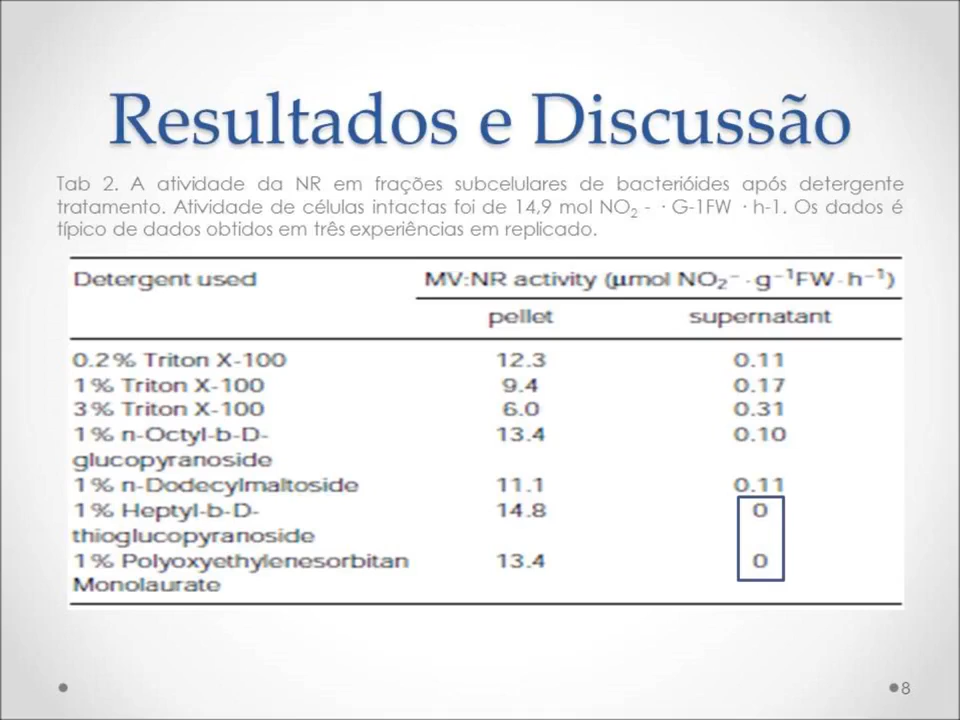 Resultados e Discussão
Tab 2. A atividade da NR em frações subcelulares de bacterióides após detergente
tratamento. Atividade de células intactas foi de 14,9 mol NO₂ - · G-1FW · h-1. Os dados é
típico de dados obtidos em três experiências em replicado.
Detergent used MV:NR activity (μmol NO₂⁻ · g⁻¹FW · h⁻¹)
pellet supernatant
0.2% Triton X-100 12.3 0.11
1% Triton X-100 9.4 0.17
3% Triton X-100 6.0 0.31
1% n-Octyl-b-D- 13.4 0.10
glucopyranoside
1% n-Dodecylmaltoside 11.1 0.11
1% Heptyl-b-D- 14.8 0
thioglucopyranoside
1% Polyoxyethylenesorbitan 13.4 0
Monolaurate
8